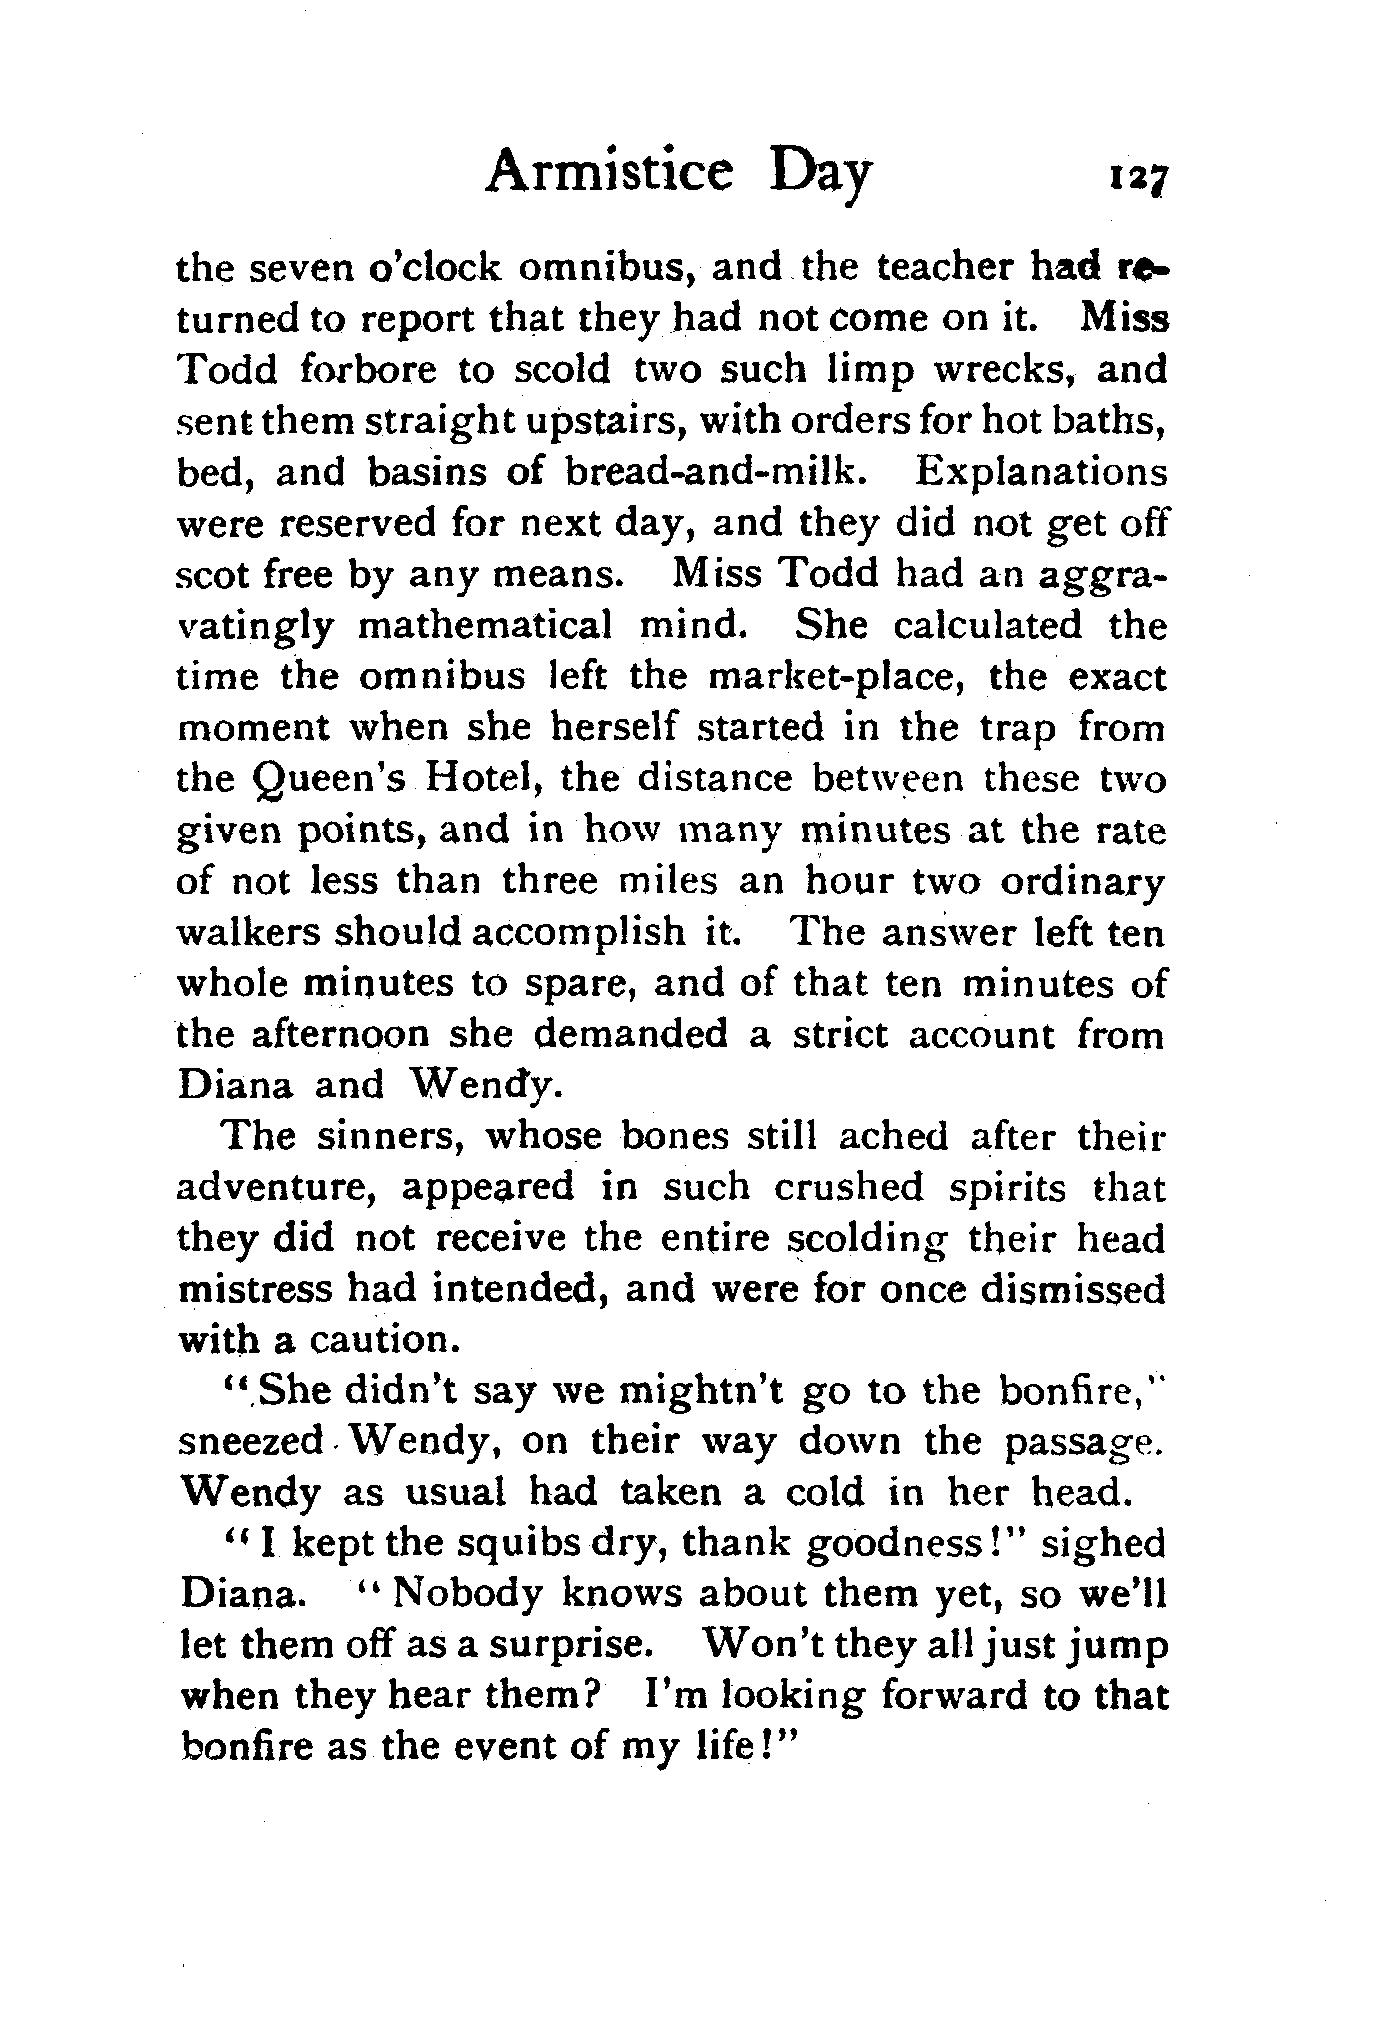 Armistice Day 127
the seven o'clock omnibus, and the teacher had re-
turned to report that they had not come on it. Miss
Todd forbore to scold two such limp wrecks, and
sent them straight upstairs, with orders for hot baths,
bed, and basins of bread-and-milk. Explanations
were reserved for next day, and they did not get off
scot free by any means. Miss Todd had an aggra-
vatingly mathematical mind. She calculated the
time the omnibus left the market-place, the exact
moment when she herself started in the trap from
the Queen's Hotel, the distance between these two
given points, and in how many minutes at the rate
of not less than three miles an hour two ordinary
walkers should accomplish it. The answer left ten
whole minutes to spare, and of that ten minutes of
the afternoon she demanded a strict account from
Diana and Wendy.
The sinners, whose bones still ached after their
adventure, appeared in such crushed spirits that
they did not receive the entire scolding their head
mistress had intended, and were for once dismissed
with a caution.
"She didn't say we mightn't go to the bonfire,"
sneezed Wendy, on their way down the passage.
Wendy as usual had taken a cold in her head.
"I kept the squibs dry, thank goodness!" sighed
Diana. "Nobody knows about them yet, so we'll
let them off as a surprise. Won't they all just jump
when they hear them? I'm looking forward to that
bonfire as the event of my life!"